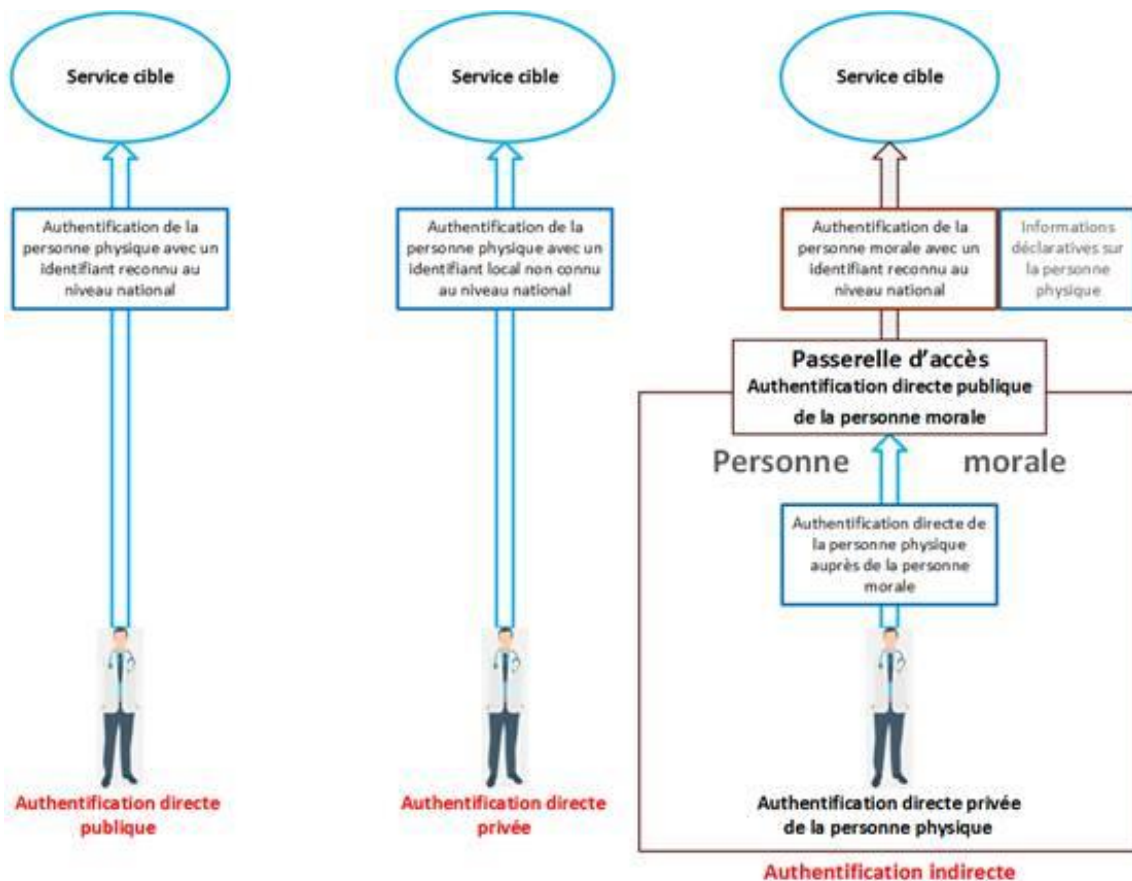 Service cible
Authentification de la
personne physique avec un
identifiant reconnu au
niveau national
Authentification directe
publique
Service cible
Authentification de la
personne physique avec un
identifiant local non connu
au niveau national
Authentification directe
privée
Service cible
Authentification de la
personne morale avec un
identifiant reconnu au
niveau national
Informations
déclaratives sur
la personne
physique
Passerelle d'accès
Authentification directe publique
de la personne morale
Personne morale
Authentification directe de
la personne physique
auprès de la personne
morale
Authentification directe privée
de la personne physique
Authentification indirecte